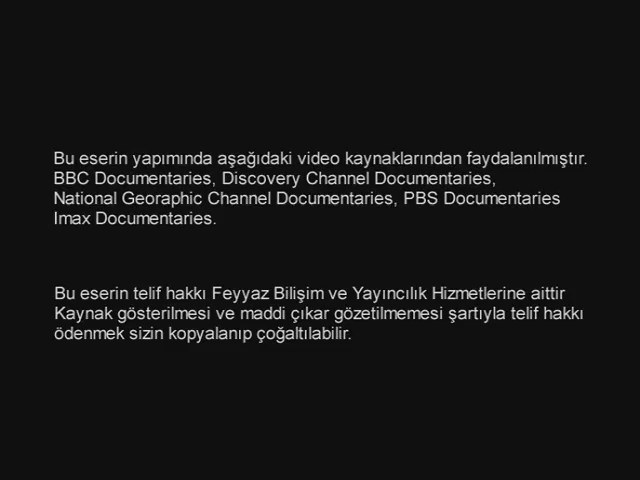 Bu eserin yapımında aşağıdaki video kaynaklarından faydalanılmıştır.
BBC Documentaries, Discovery Channel Documentaries,
National Georaphic Channel Documentaries, PBS Documentaries
Imax Documentaries.
Bu eserin telif hakkı Feyyaz Bilişim ve Yayıncılık Hizmetlerine aittir
Kaynak gösterilmesi ve maddi çıkar gözetilmemesi şartıyla telif hakkı
ödenmek sizin kopyalanıp çoğaltılabilir.